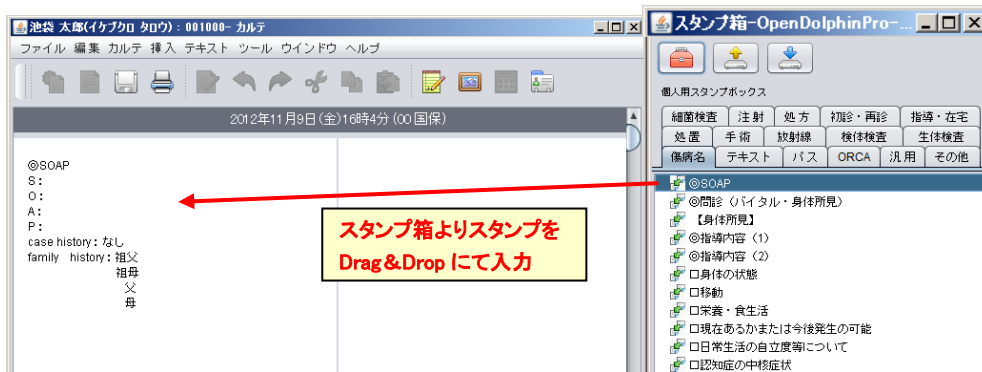 池袋 太郎(イケブクロ タロウ) : 001000- カルテ
ファイル 編集 カルテ 挿入 テキスト ツール ウインドウ ヘルプ
2012年11月9日(金)16時4分(00 国保)
@SOAP
S:
O:
A:
P:
case history: なし
family history: 祖父
祖母
父
母
スタンプ箱よりスタンプを
Drag&Drop にて入力
スタンプ箱-OpenDolphinPro-...
個人用スタンプボックス
細菌検査 注射 処方 初診・再診 指導・在宅
処置 手術 放射線 検体検査 生体検査
傷病名 テキスト パス ORCA 汎用 その他
◎SOAP
◎問診(バイタル・身体所見)
【身体所見】
◎指導内容(1)
◎指導内容(2)
□身体の状態
□移動
□栄養・食生活
□現在あるかまたは今後発生の可能
□日常生活の自立度等について
□認知症の中核症状